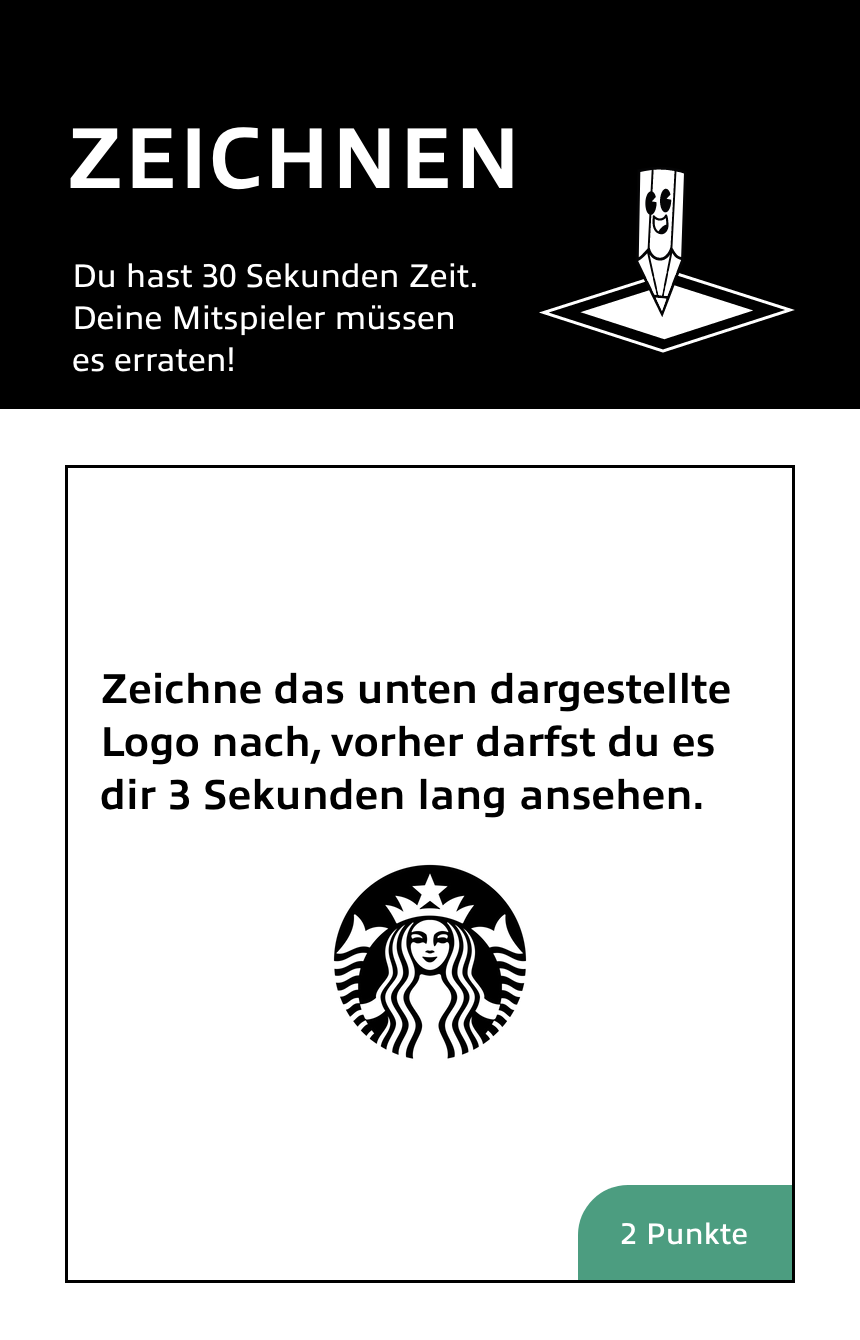 ZEICHNEN
Du hast 30 Sekunden Zeit.
Deine Mitspieler müssen
es erraten!
Zeichne das unten dargestellte
Logo nach, vorher darfst du es
dir 3 Sekunden lang ansehen.
2 Punkte